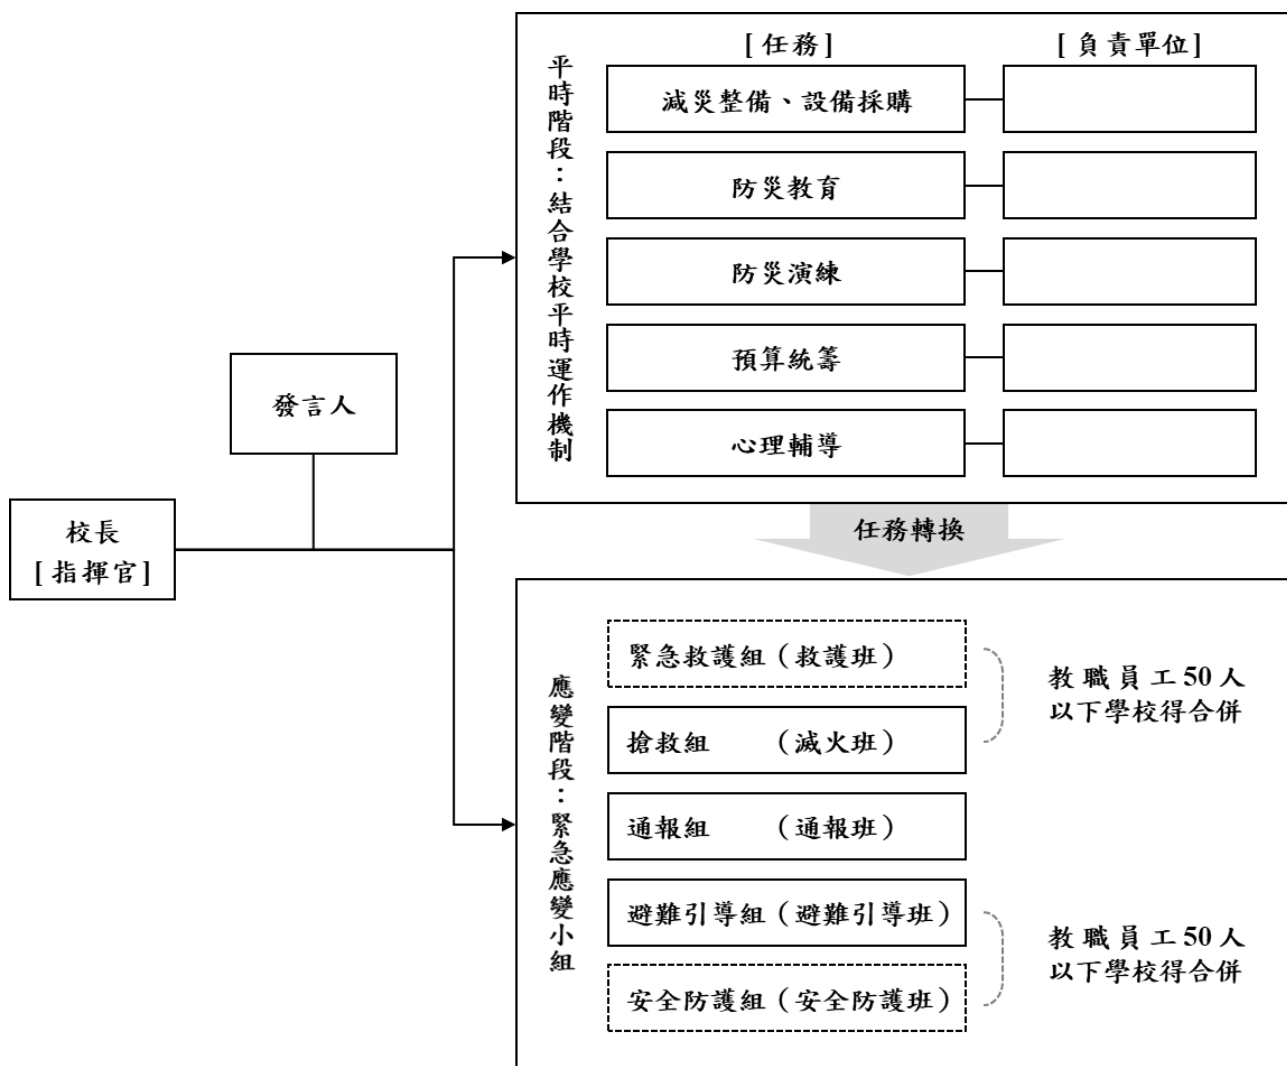 [任務]
[負責單位]
平時階段：結合學校平時運作機制
減災整備、設備採購
防災教育
防災演練
預算統籌
心理輔導
發言人
校長
[指揮官]
任務轉換
應變階段：緊急應變小組
緊急救護組（救護班）
搶救組　　（滅火班）
通報組　　（通報班）
避難引導組（避難引導班）
安全防護組（安全防護班）
教職員工50人
以下學校得合併
教職員工50人
以下學校得合併